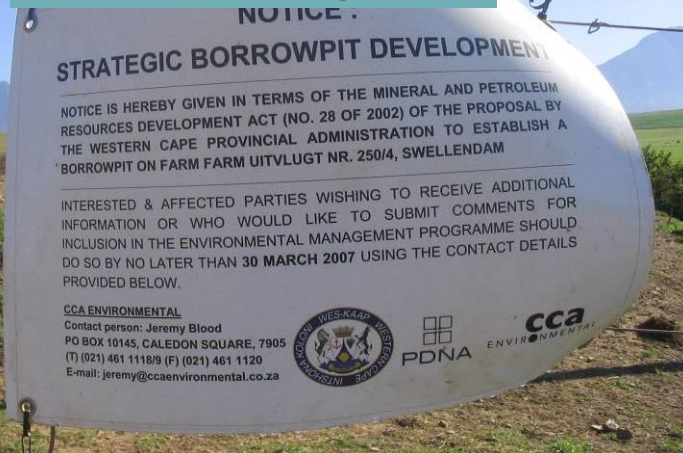 NOTICE :
STRATEGIC BORROWPIT DEVELOPMENT
NOTICE IS HEREBY GIVEN IN TERMS OF THE MINERAL AND PETROLEUM
RESOURCES DEVELOPMENT ACT (NO. 28 OF 2002) OF THE PROPOSAL BY
THE WESTERN CAPE PROVINCIAL ADMINISTRATION TO ESTABLISH A
BORROWPIT ON FARM FARM UITVLUGT NR. 250/4, SWELLENDAM
INTERESTED & AFFECTED PARTIES WISHING TO RECEIVE ADDITIONAL
INFORMATION OR WHO WOULD LIKE TO SUBMIT COMMENTS FOR
INCLUSION IN THE ENVIRONMENTAL MANAGEMENT PROGRAMME SHOULD
DO SO BY NO LATER THAN 30 MARCH 2007 USING THE CONTACT DETAILS
PROVIDED BELOW.
CCA ENVIRONMENTAL
Contact person: Jeremy Blood
PO BOX 10145, CALEDON SQUARE, 7905
(T) (021) 461 1118/9 (F) (021) 461 1120
E-mail: jeremy@ccaenvironmental.co.za
WES-KAAP WESTERN CAPE INTSHONA KOLONI
PDNA
cca
ENVIRONMENTAL